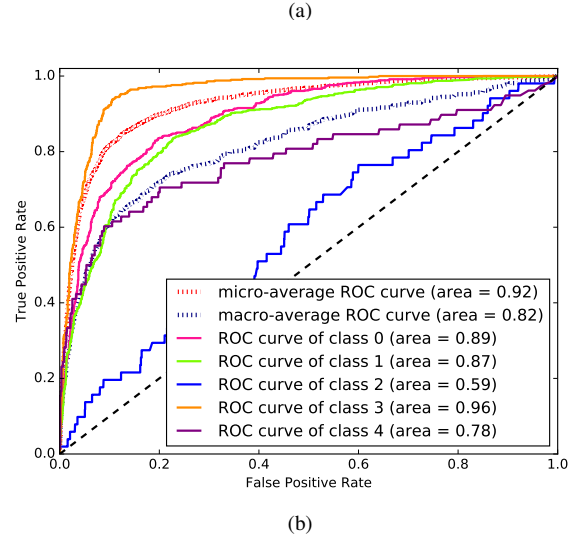 (a)
1.0
0.8
0.6
0.4
0.2
0.0
True Positive Rate
micro-average ROC curve (area = 0.92)
macro-average ROC curve (area = 0.82)
ROC curve of class 0 (area = 0.89)
ROC curve of class 1 (area = 0.87)
ROC curve of class 2 (area = 0.59)
ROC curve of class 3 (area = 0.96)
ROC curve of class 4 (area = 0.78)
0.0 0.2 0.4 0.6 0.8 1.0
False Positive Rate
(b)